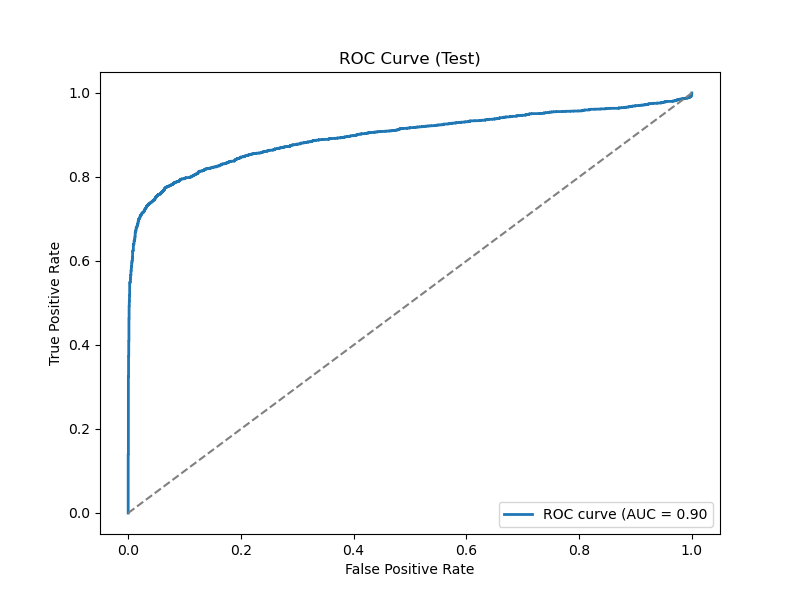 ROC Curve (Test)
True Positive Rate
1.0
0.8
0.6
0.4
0.2
0.0
ROC curve (AUC = 0.90
0.0 0.2 0.4 0.6 0.8 1.0
False Positive Rate